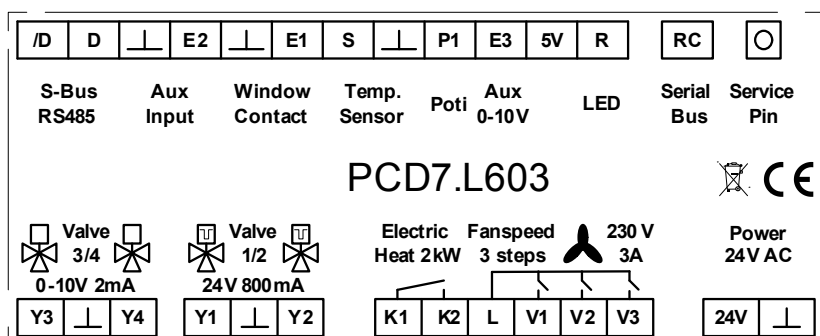 /D D ⊥ E2 ⊥ E1 S ⊥ P1 E3 5V R RC
S-Bus Aux Window Temp. Poti Aux LED Serial Service
RS485 Input Contact Sensor 0-10V Bus Pin
PCD7.L603 CE
Valve Valve Electric Fanspeed 230 V Power
3/4 1/2 Heat 2kW 3 steps 3A 24V AC
0-10V 2mA 24V 800mA
Y3 ⊥ Y4 Y1 ⊥ Y2 K1 K2 L V1 V2 V3 24V ⊥